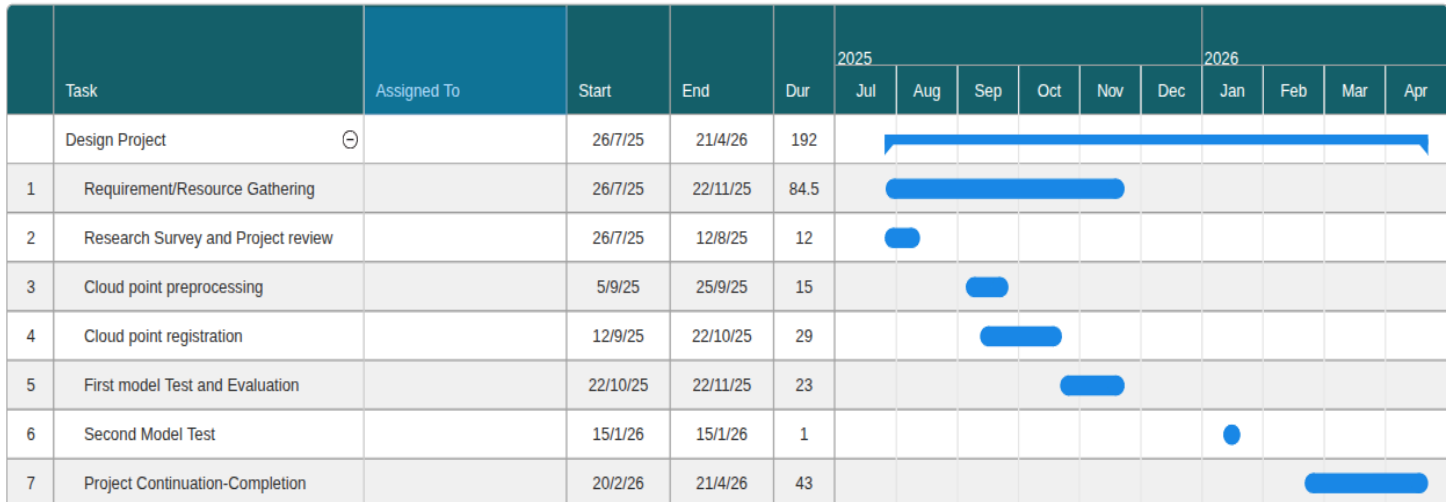 2025 2026
Task Assigned To Start End Dur Jul Aug Sep Oct Nov Dec Jan Feb Mar Apr
Design Project 26/7/25 21/4/26 192
1 Requirement/Resource Gathering 26/7/25 22/11/25 84.5
2 Research Survey and Project review 26/7/25 12/8/25 12
3 Cloud point preprocessing 5/9/25 25/9/25 15
4 Cloud point registration 12/9/25 22/10/25 29
5 First model Test and Evaluation 22/10/25 22/11/25 23
6 Second Model Test 15/1/26 15/1/26 1
7 Project Continuation-Completion 20/2/26 21/4/26 43